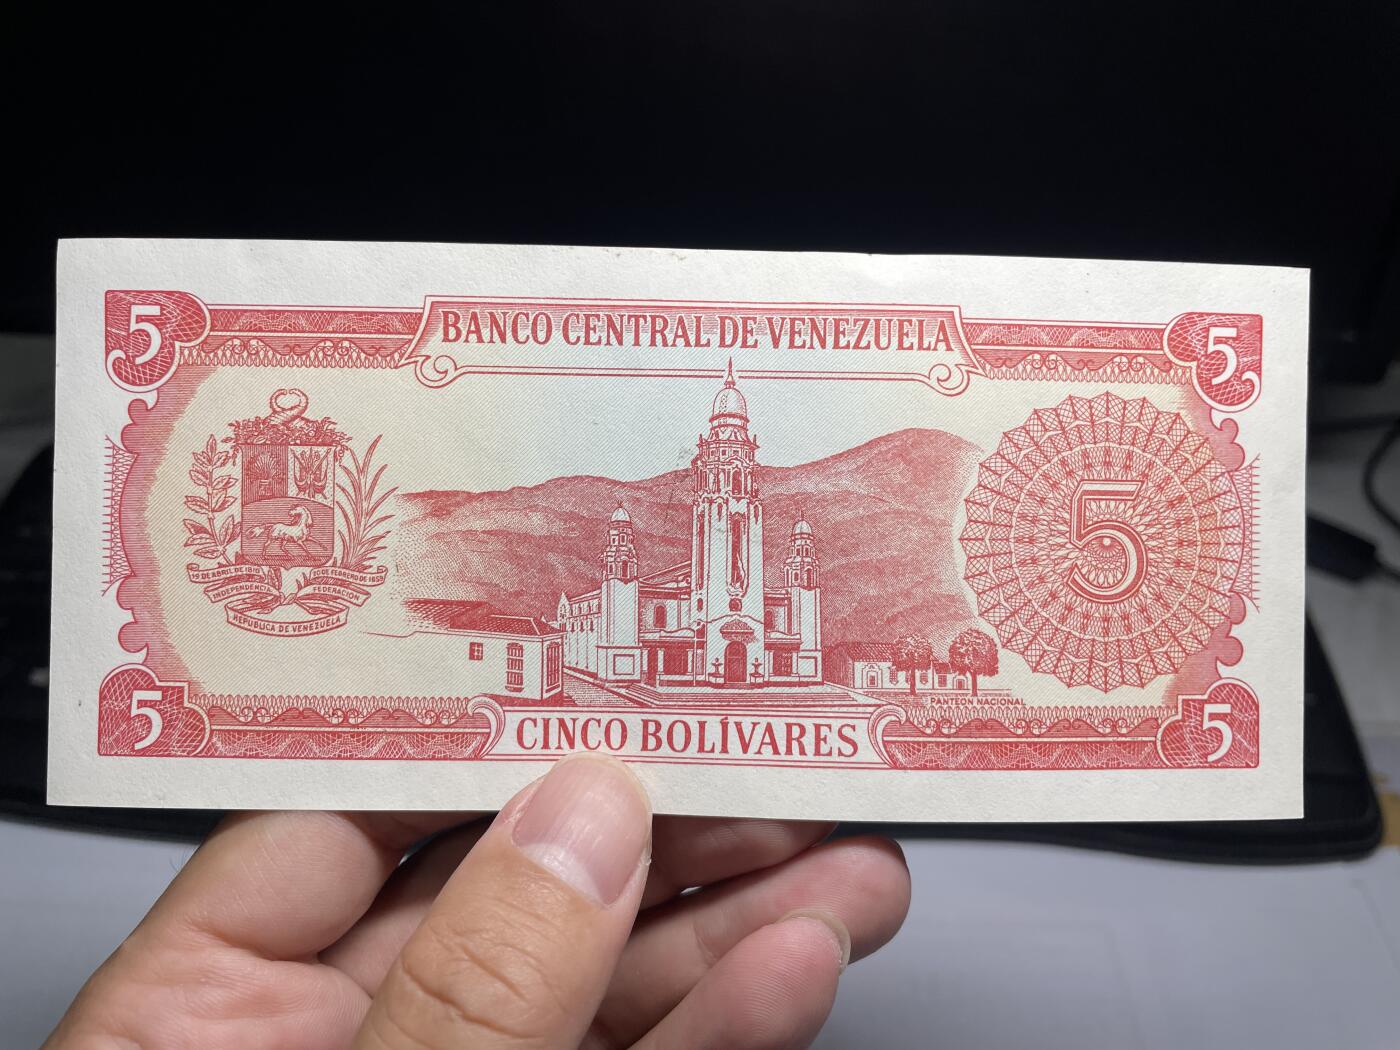 5
BANCO CENTRAL DE VENEZUELA
5
5
19 DE ABRIL DE 1810
20 DE FEBRERO DE 1859
INDEPENDENCIA
FEDERACIÓN
REPUBLICA DE VENEZUELA
PANTEON NACIONAL
5
CINCO BOLÍVARES
5